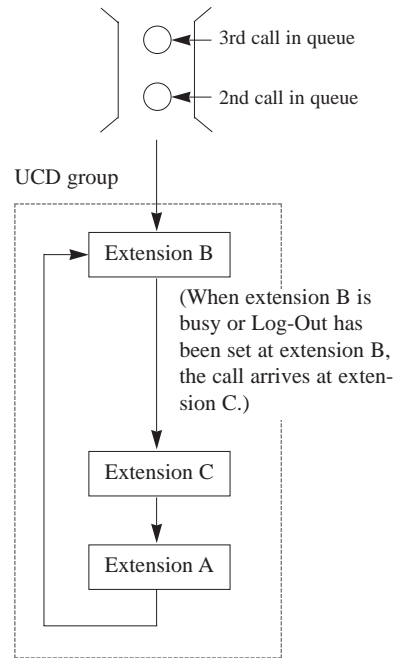 3rd call in queue
2nd call in queue
UCD group
Extension B
(When extension B is
busy or Log-Out has
been set at extension B,
the call arrives at exten-
sion C.)
Extension C
Extension A